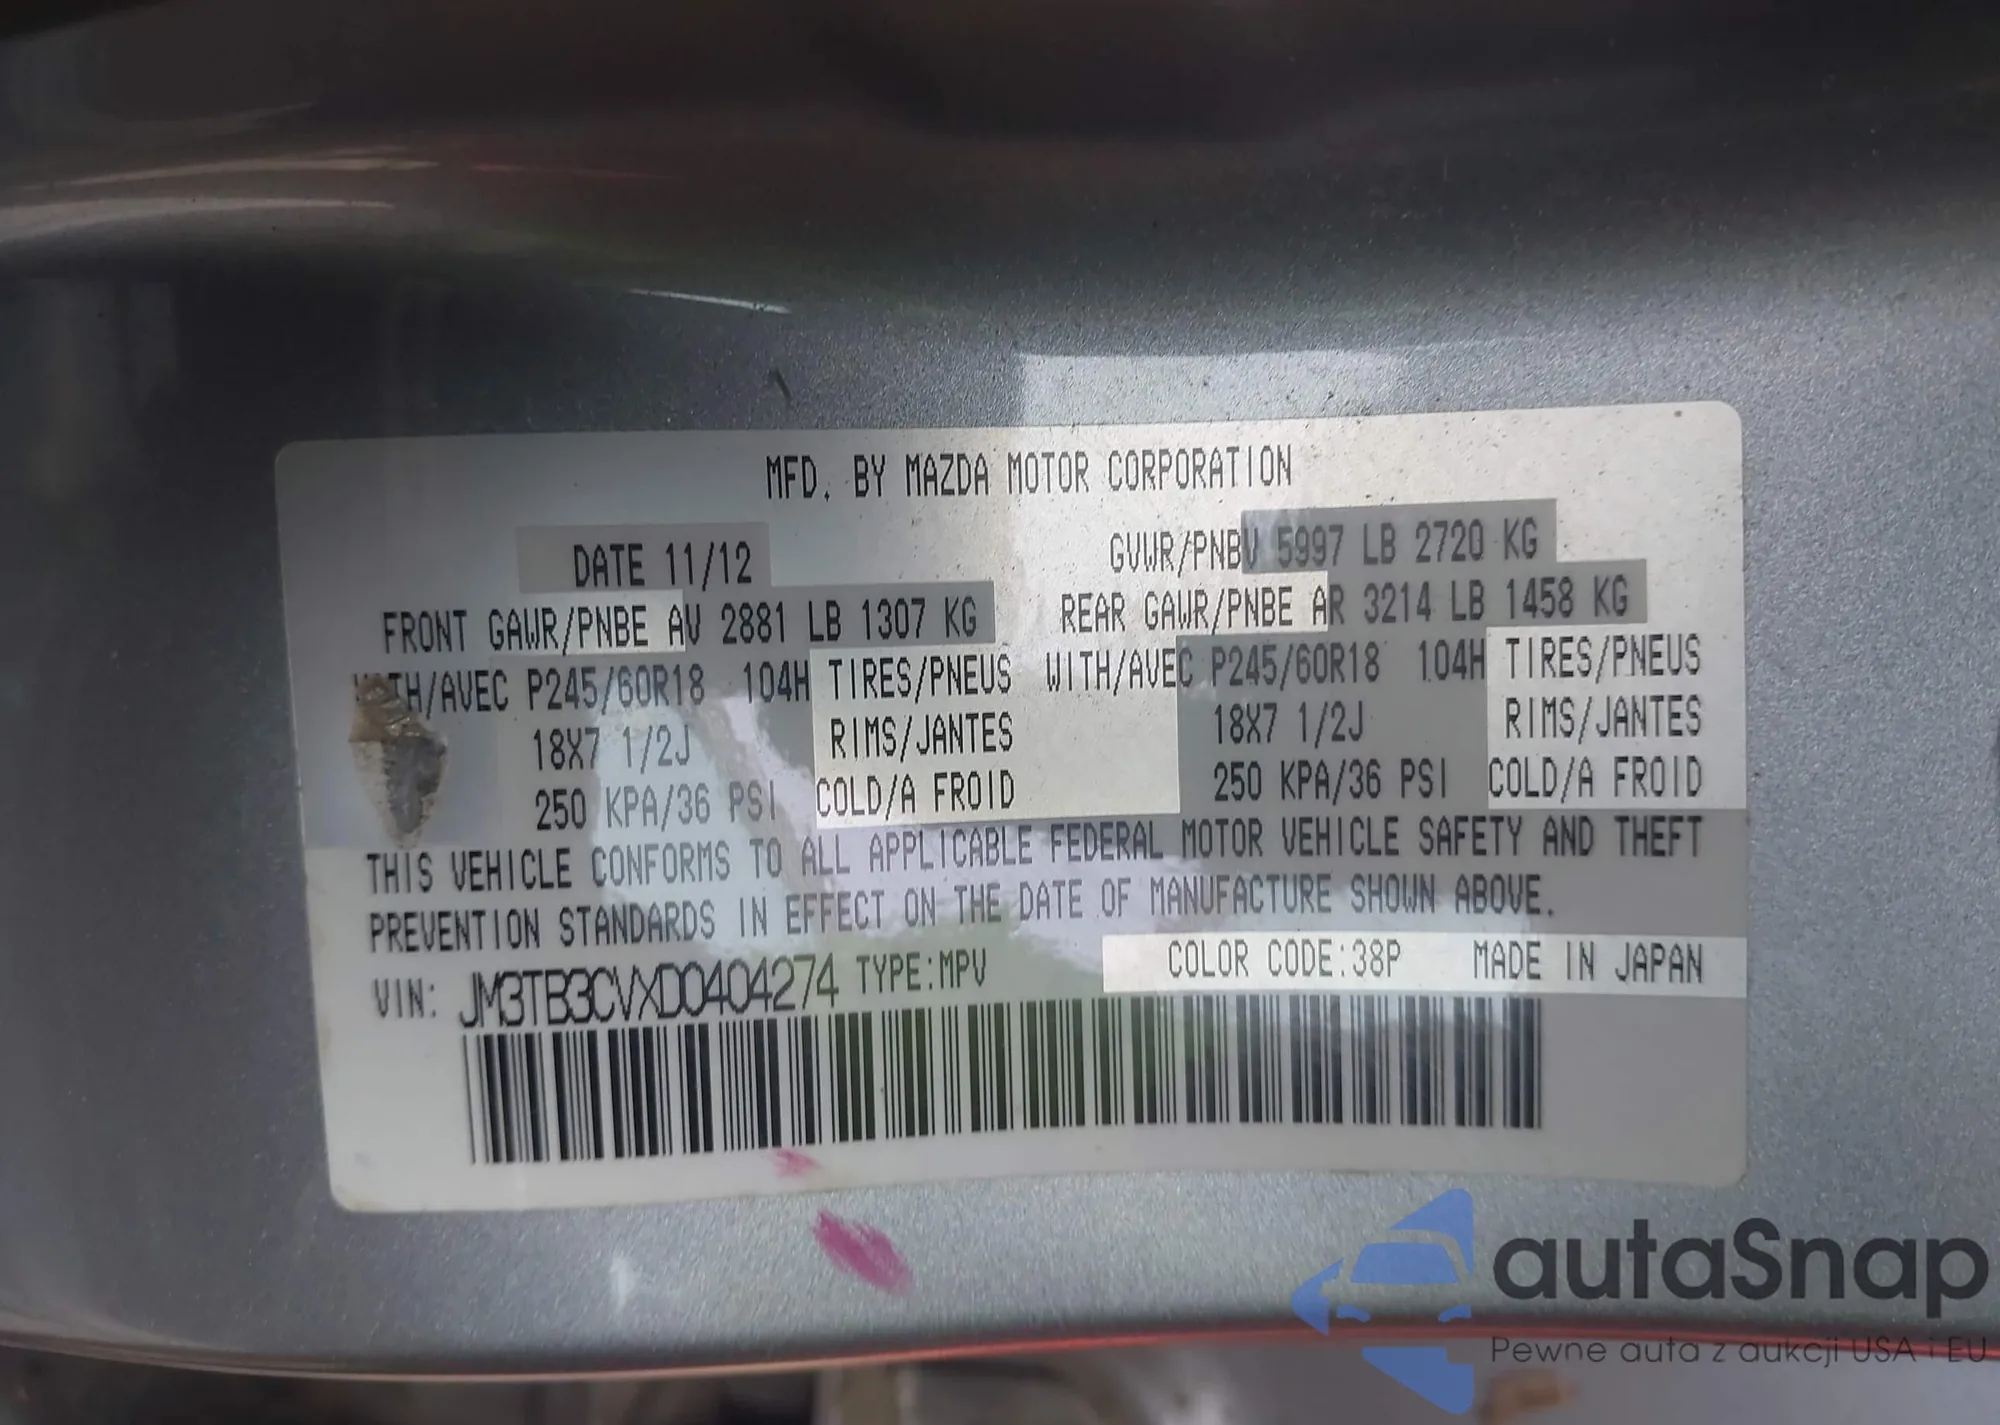 MFD. BY MAZDA MOTOR CORPORATION
DATE 11/12 GVWR/PNBV 5997 LB 2720 KG
FRONT GAWR/PNBE AV 2881 LB 1307 KG REAR GAWR/PNBE AR 3214 LB 1458 KG
WITH/AVEC P245/60R18 104H TIRES/PNEUS WITH/AVEC P245/60R18 104H TIRES/PNEUS
18X7 1/2J RIMS/JANTES 18X7 1/2J RIMS/JANTES
250 KPA/36 PSI COLD/A FROID 250 KPA/36 PSI COLD/A FROID
THIS VEHICLE CONFORMS TO ALL APPLICABLE FEDERAL MOTOR VEHICLE SAFETY AND THEFT
PREVENTION STANDARDS IN EFFECT ON THE DATE OF MANUFACTURE SHOWN ABOVE.
VIN: JM3TB3CVXD0404274 TYPE:MPV COLOR CODE:38P MADE IN JAPAN
autaSnap
Pewne auta z aukcji USA i EU